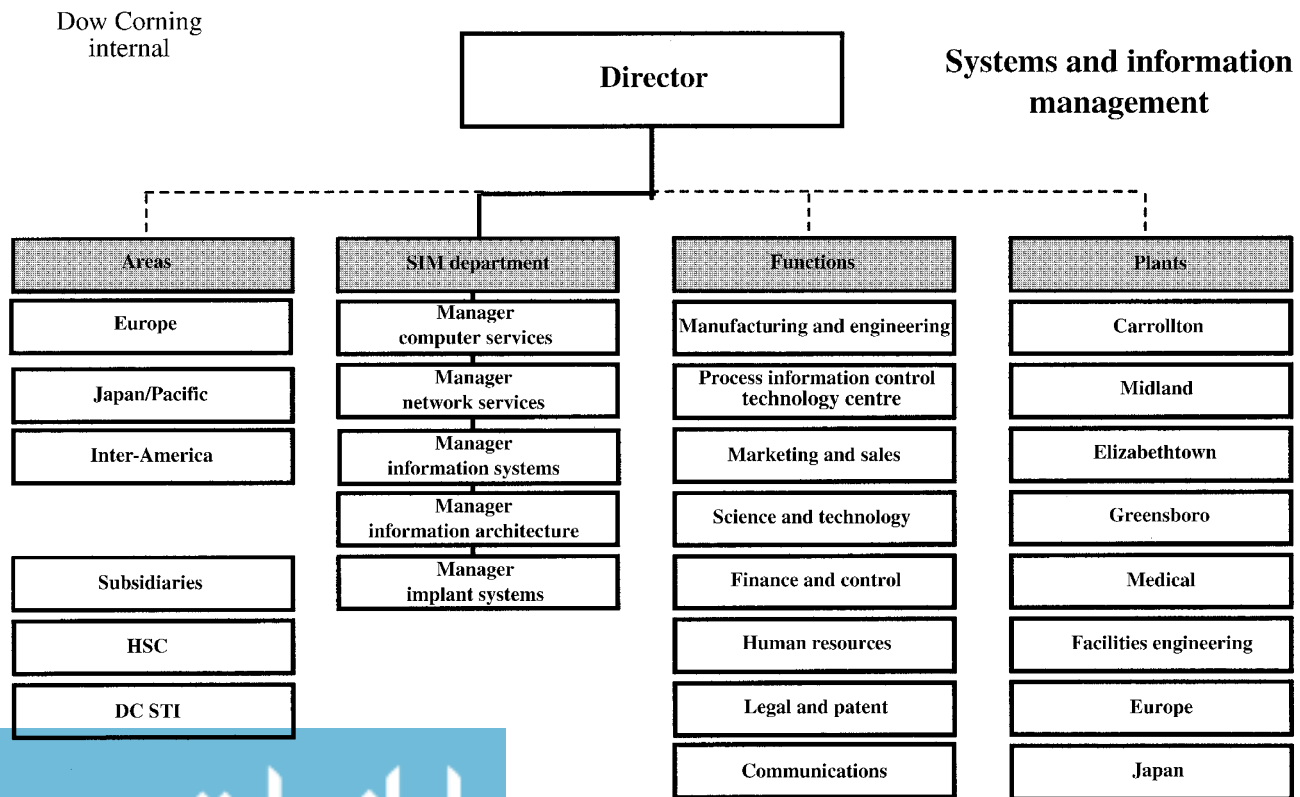 Dow Corning
internal
Director
Systems and information
management
Areas
Europe
Japan/Pacific
Inter-America
Subsidiaries
HSC
DC STI
SIM department
Manager
computer services
Manager
network services
Manager
information systems
Manager
information architecture
Manager
implant systems
Functions
Manufacturing and engineering
Process information control
technology centre
Marketing and sales
Science and technology
Finance and control
Human resources
Legal and patent
Communications
Plants
Carrollton
Midland
Elizabethtown
Greensboro
Medical
Facilities engineering
Europe
Japan